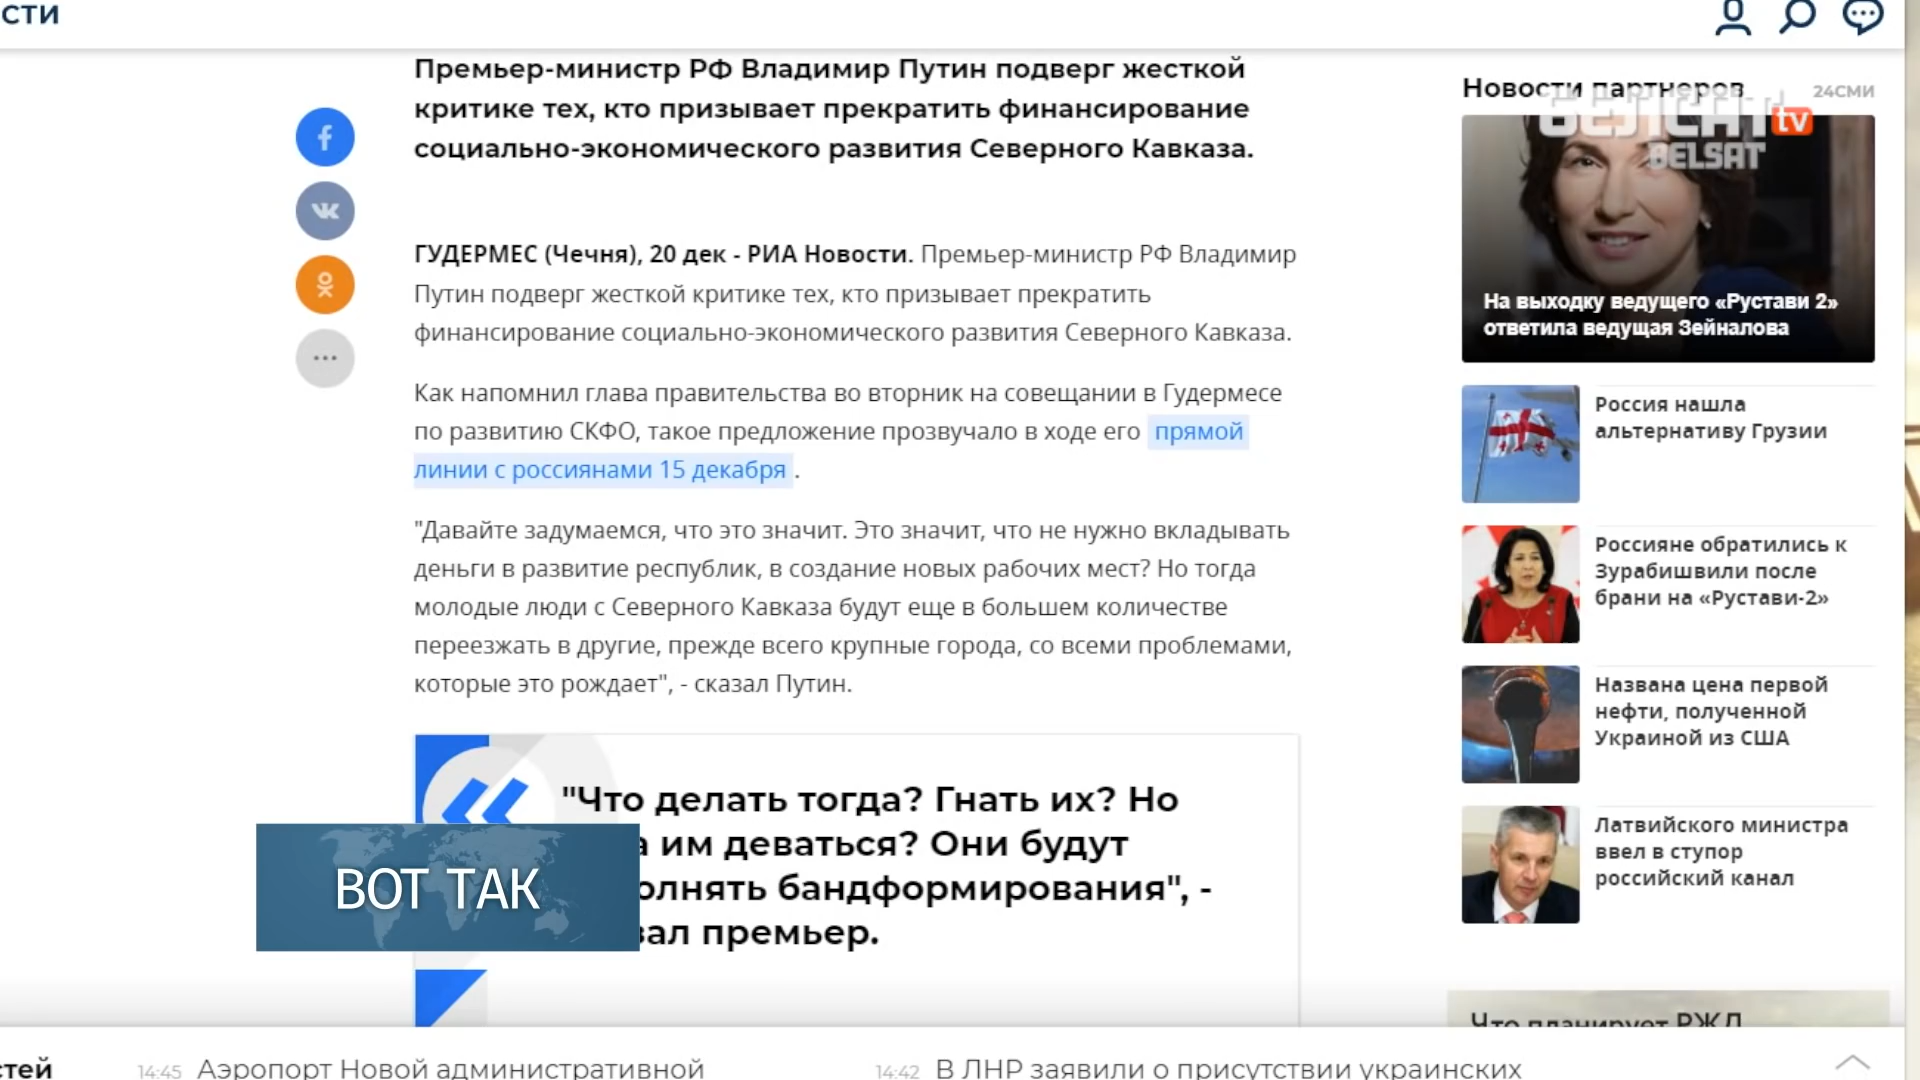 сти
Премьер-министр РФ Владимир Путин подверг жесткой
критике тех, кто призывает прекратить финансирование
социально-экономического развития Северного Кавказа.
ГУДЕРМЕС (Чечня), 20 дек - РИА Новости. Премьер-министр РФ Владимир
Путин подверг жесткой критике тех, кто призывает прекратить
финансирование социально-экономического развития Северного Кавказа.
Как напомнил глава правительства во вторник на совещании в Гудермесе
по развитию СКФО, такое предложение прозвучало в ходе его прямой
линии с россиянами 15 декабря .
"Давайте задумаемся, что это значит. Это значит, что не нужно вкладывать
деньги в развитие республик, в создание новых рабочих мест? Но тогда
молодые люди с Северного Кавказа будут еще в большем количестве
переезжать в другие, прежде всего крупные города, со всеми проблемами,
которые это рождает", - сказал Путин.
"Что делать тогда? Гнать их? Но
а им деваться? Они будут
олнять бандформирования", -
зал премьер.
ВОТ ТАК
Новости партнеров
24СМИ
БЕЛСАТ tv
BELSAT
На выходку ведущего «Рустави 2»
ответила ведущая Зейналова
Россия нашла
альтернативу Грузии
Россияне обратились к
Зурабишвили после
брани на «Рустави-2»
Названа цена первой
нефти, полученной
Украиной из США
Латвийского министра
ввел в ступор
российский канал
Что планирует РЖД
стей
14:45 Аэропорт Новой административной
14:42 В ЛНР заявили о присутствии украинских